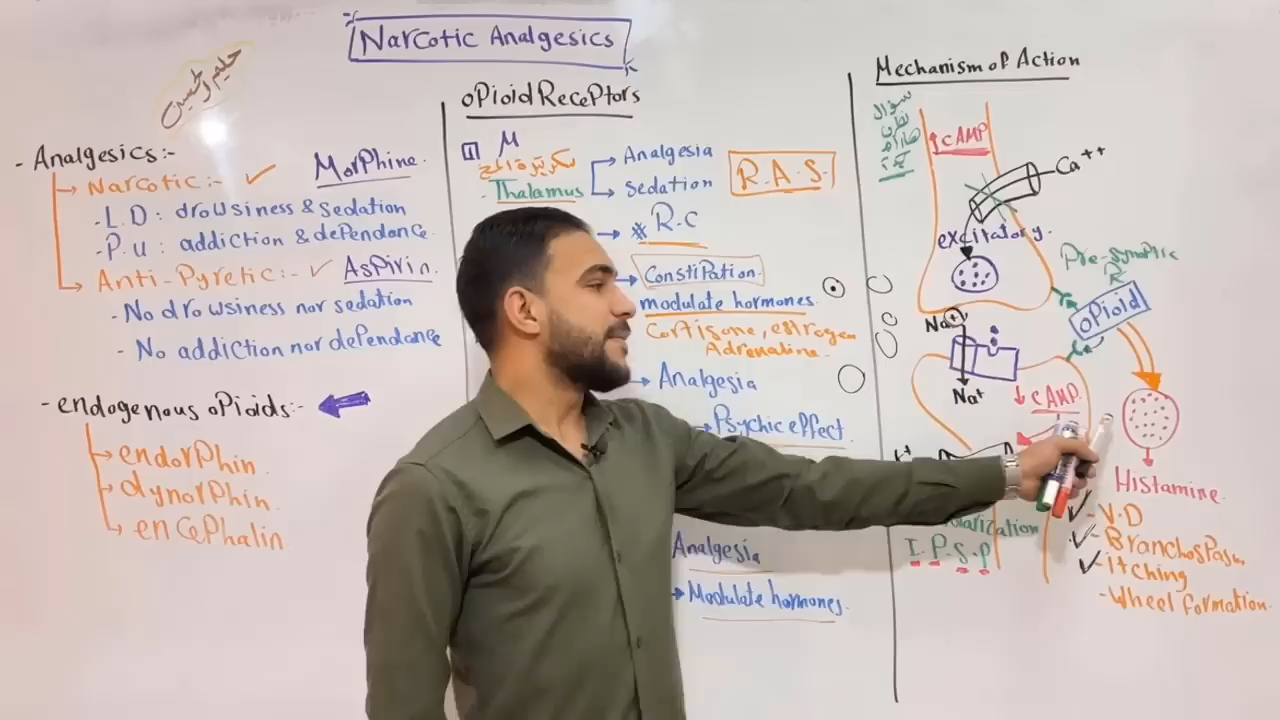 Narcotic Analgesics
- Analgesics:-
Narcotic:- ✓ Morphine.
- L.D: drowsiness & Sedation
- P.u: addiction & dependance.
Anti-Pyretic:- ✓ Aspirin.
- No drowsiness nor sedation
- No addiction nor dependance
- endogenous opioids:-
endorphin.
dynorphin.
encephalin
opioid Receptors
1 M
Thalamus
Analgesia
Sedation
R.A.S.
* R.C
Constipation.
modulate hormones.
Cortisone, estrogen
Adrenaline.
Analgesia
Psychic effect.
Analgesia
Modulate hormones.
Mechanism of Action
سؤال
↑cAMP
Ca++
excitatory.
Pre-synaptic
R
opioid
Na+
Na+
↓ cAMP
K+
I.P.S.P
Histamine.
- V.D
- Branchospasm
- Itching
- Wheel formation.